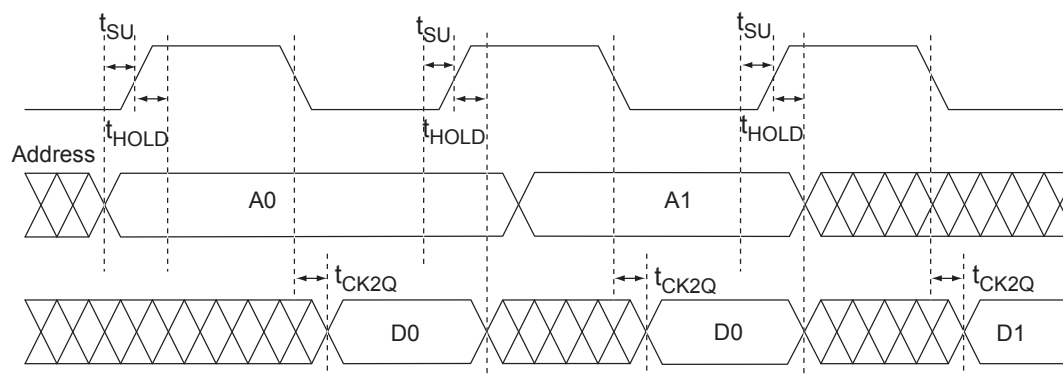 tSU tSU tSU
tHOLD tHOLD tHOLD
Address
A0 A1
tCK2Q tCK2Q tCK2Q
D0 D0 D1